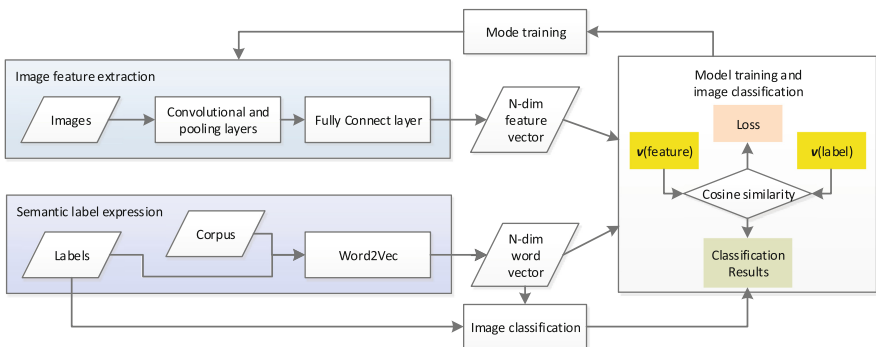 Mode training
Image feature extraction
Images
Convolutional and
pooling layers
Fully Connect layer
N-dim
feature
vector
Model training and
image classification
Loss
v(feature)
v(label)
Cosine similarity
Classification
Results
Semantic label expression
Corpus
Labels
Word2Vec
N-dim
word
vector
Image classification